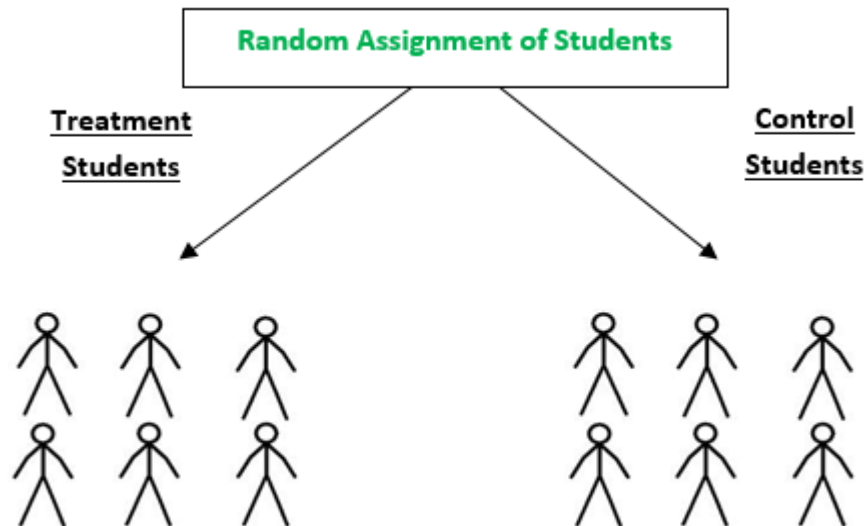 Random Assignment of Students
Treatment
Students
Control
Students